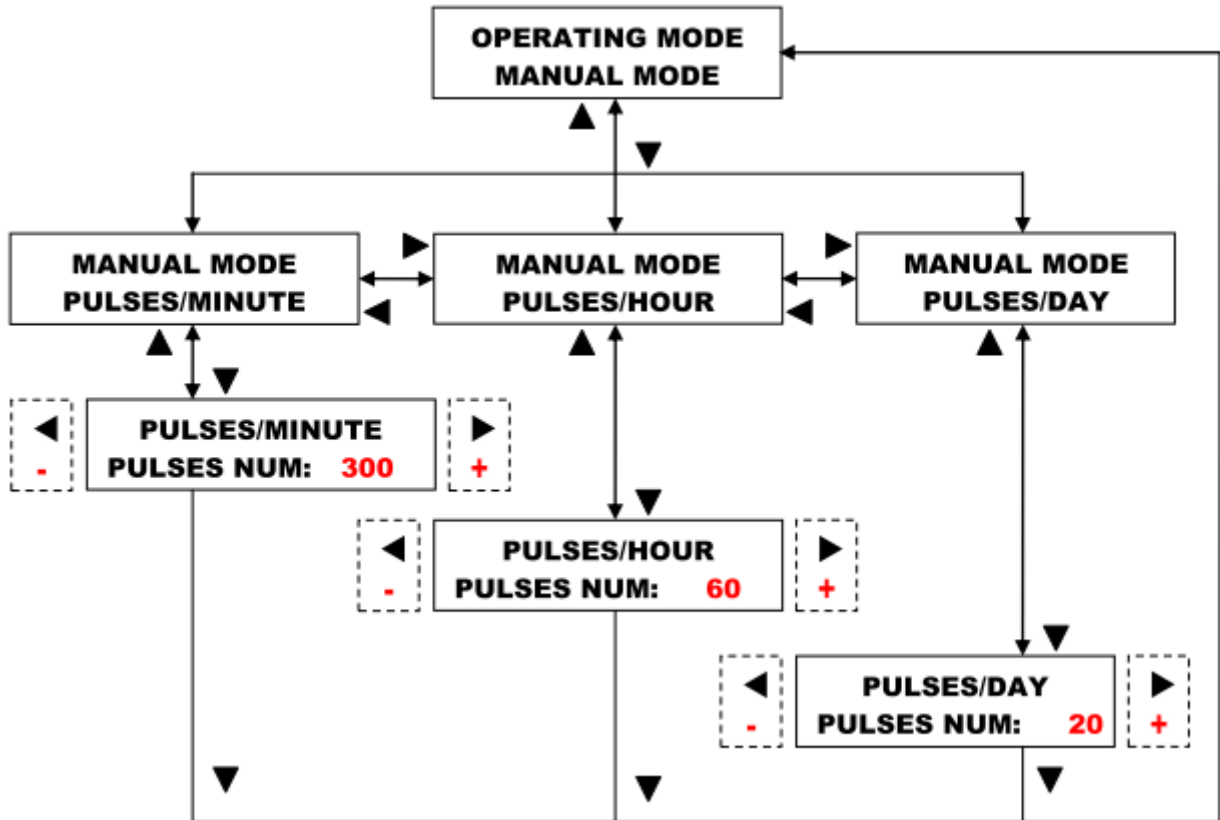 OPERATING MODE
MANUAL MODE
MANUAL MODE
PULSES/MINUTE
MANUAL MODE
PULSES/HOUR
MANUAL MODE
PULSES/DAY
-
PULSES/MINUTE
PULSES NUM: 300
+
-
PULSES/HOUR
PULSES NUM: 60
+
-
PULSES/DAY
PULSES NUM: 20
+